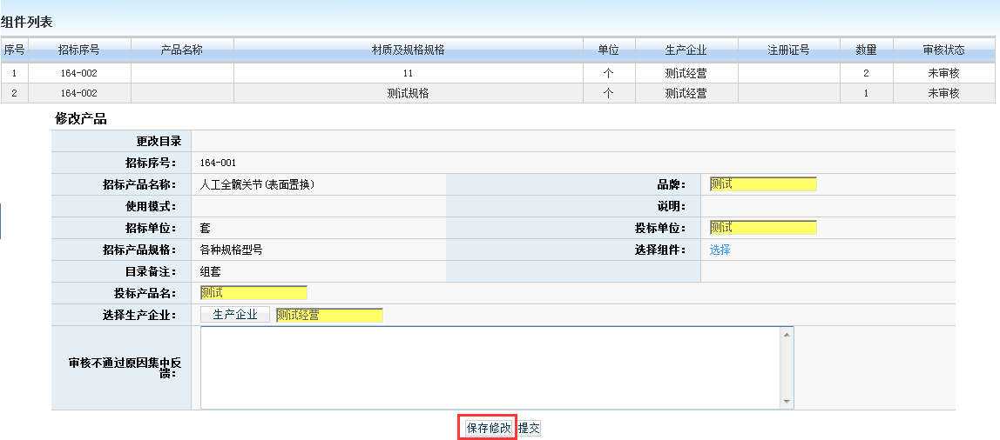 组件列表
序号 招标序号 产品名称 材质及规格规格 单位 生产企业 注册证号 数量 审核状态
1 164-002 11 个 测试经营 2 未审核
2 164-002 测试规格 个 测试经营 1 未审核
修改产品
更改目录
招标序号： 164-001
招标产品名称： 人工全髋关节(表面置换) 品牌： 测试
使用模式： 说明：
招标单位： 套 投标单位： 测试
招标产品规格： 各种规格型号 选择组件： 选择
目录备注： 组套
投标产品名： 测试
选择生产企业： 生产企业 测试经营
审核不通过原因集中反
馈：
保存修改 提交